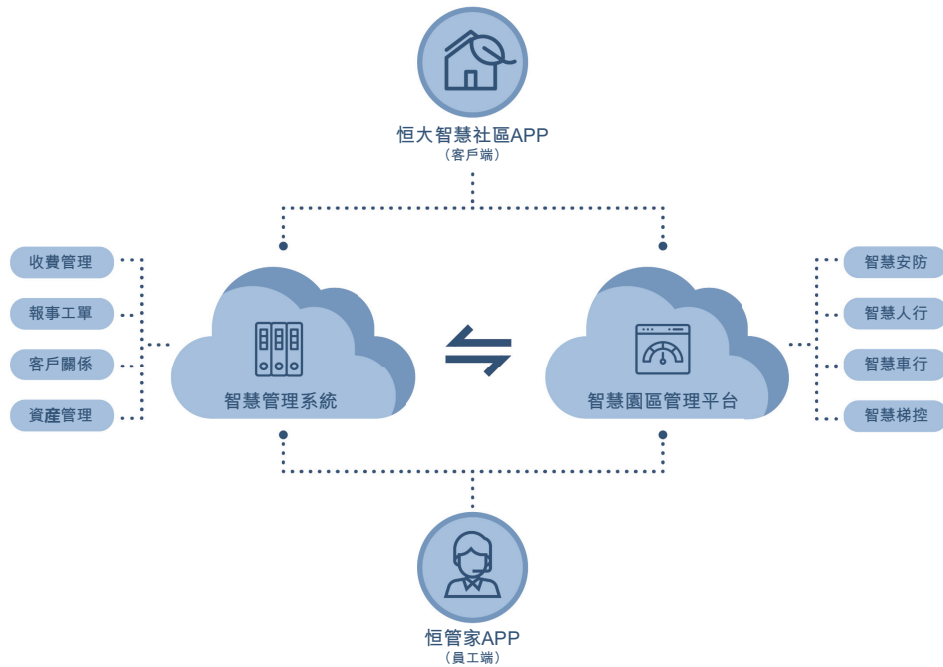 恒大智慧社區APP
（客戶端）
收費管理
報事工單
客戶關係
資產管理
智慧管理系統
智慧園區管理平台
智慧安防
智慧人行
智慧車行
智慧梯控
恒管家APP
（員工端）